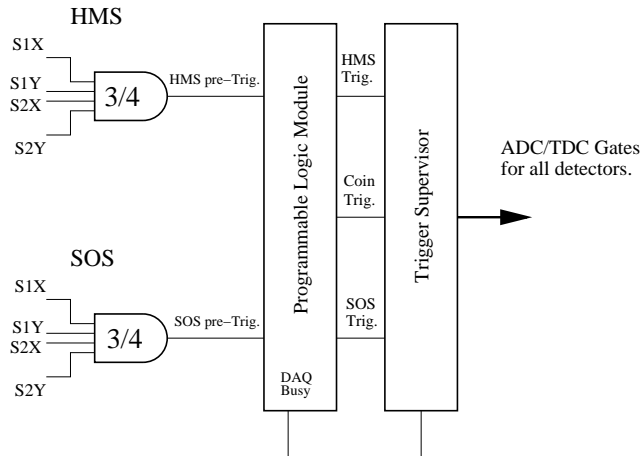 HMS
S1X
S1Y
S2X
S2Y
3/4
HMS pre-Trig.
Programmable Logic Module
HMS
Trig.
Coin
Trig.
SOS
Trig.
Trigger Supervisor
ADC/TDC Gates
for all detectors.
SOS
S1X
S1Y
S2X
S2Y
3/4
SOS pre-Trig.
DAQ
Busy